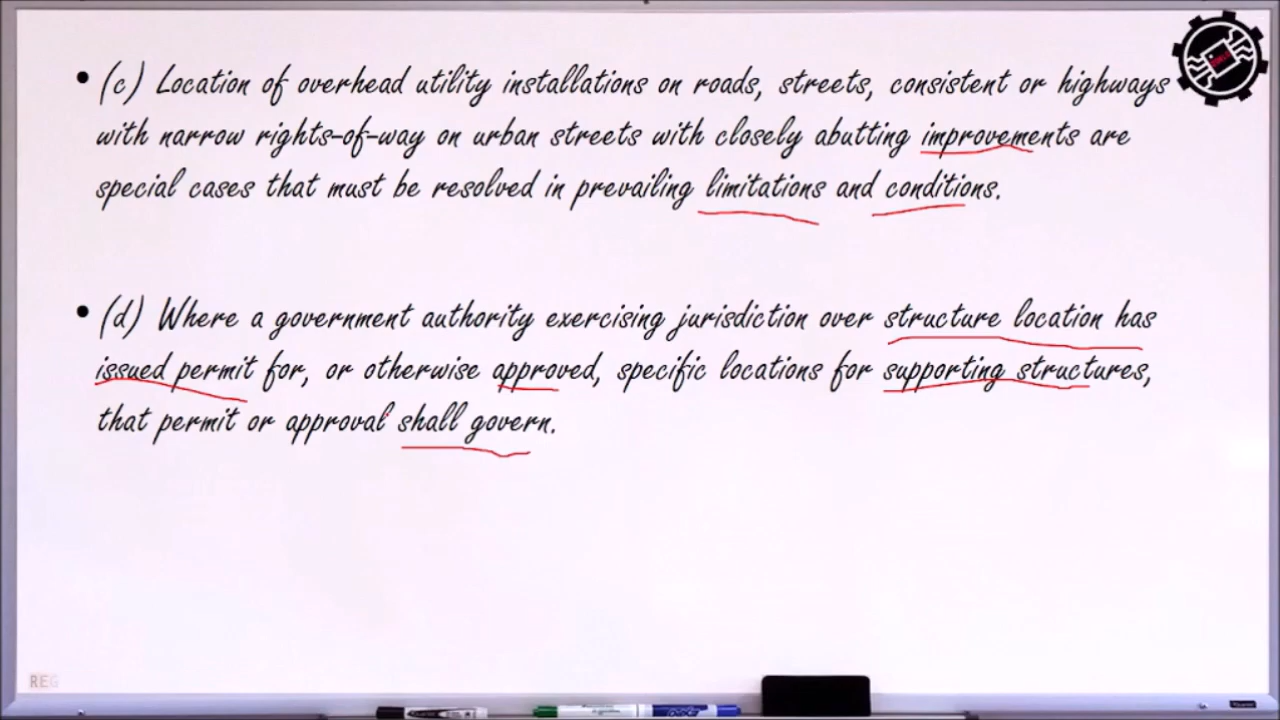 • (c) Location of overhead utility installations on roads, streets, consistent or highways
with narrow rights-of-way on urban streets with closely abutting improvements are
special cases that must be resolved in prevailing limitations and conditions.
• (d) Where a government authority exercising jurisdiction over structure location has
issued permit for, or otherwise approved, specific locations for supporting structures,
that permit or approval shall govern.
REG